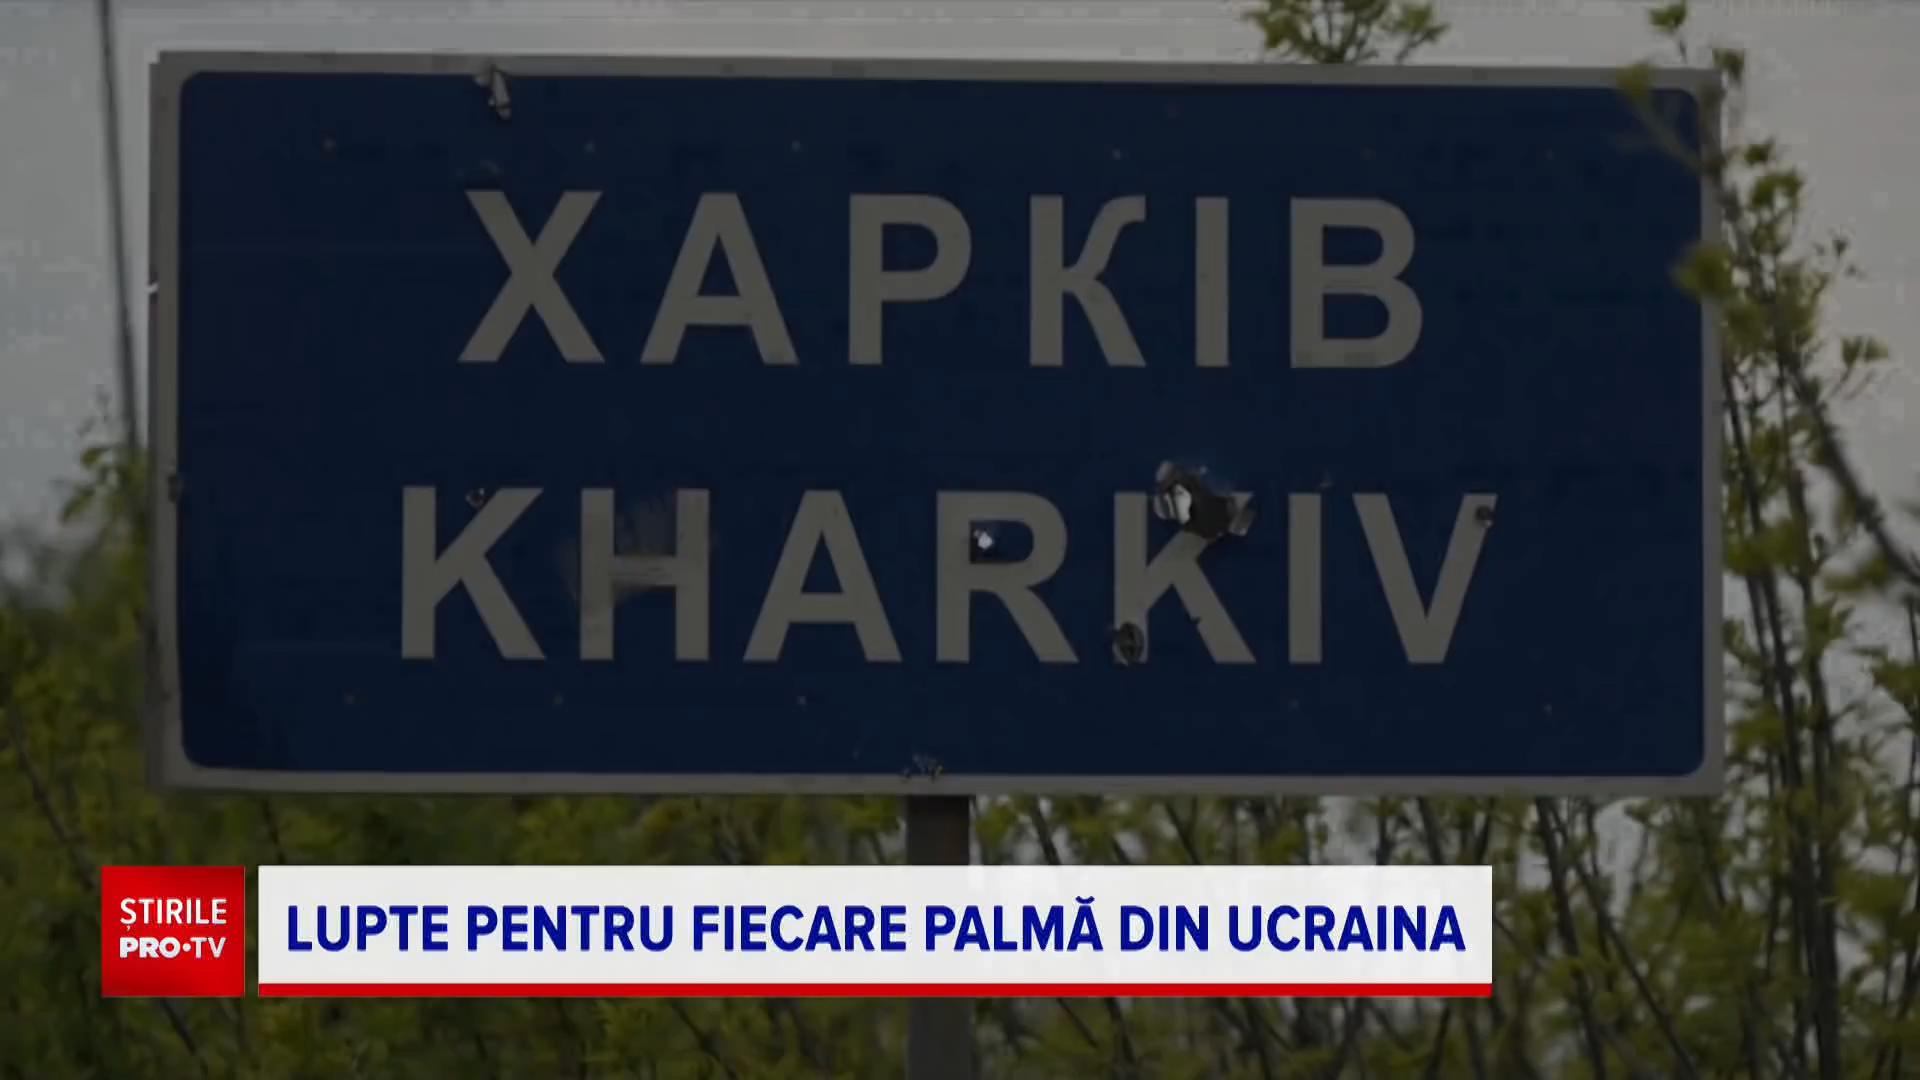 ХАРКІВ
KHARKIV
ȘTIRILE
PRO•TV
LUPTE PENTRU FIECARE PALMĂ DIN UCRAINA